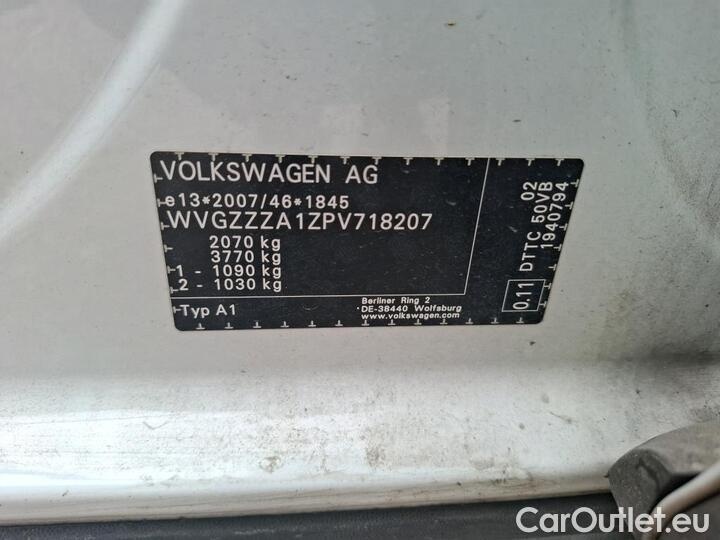 VOLKSWAGEN AG
e13*2007/46*1845
WVGZZZA1ZPV718207
2070 kg
3770 kg
1 - 1090 kg
2 - 1030 kg
Typ A1
Berliner Ring 2
DE-38440 Wolfsburg
www.volkswagen.com
0.11
DTTC 50VB
02
1940794
CarOutlet.eu